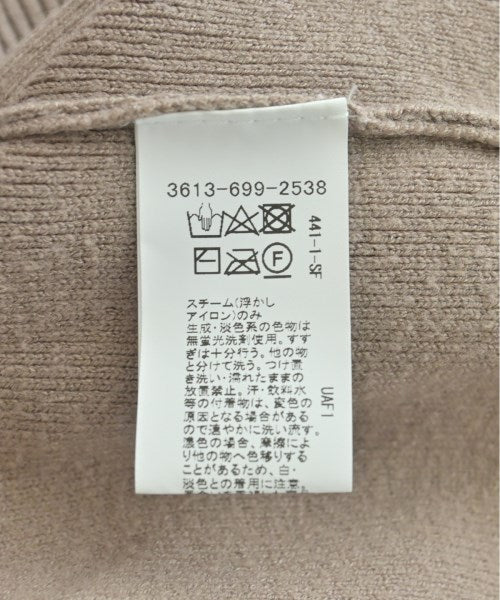 3613-699-2538
441-1-SF
F
スチーム(浮かし
アイロン)のみ
生成・淡色系の色物は
無蛍光洗剤使用。すす
ぎは十分行う。他の物
と分けて洗う。つけ置
き洗い・濡れたままの
放置禁止。汗・飲料水
等の付着物は、変色の
原因となる場合がある
ので速やかに洗い流す。
濃色の場合、摩擦によ
り他の物へ色移りする
ことがあるため、白・
淡色との着用に注意。
UAF1